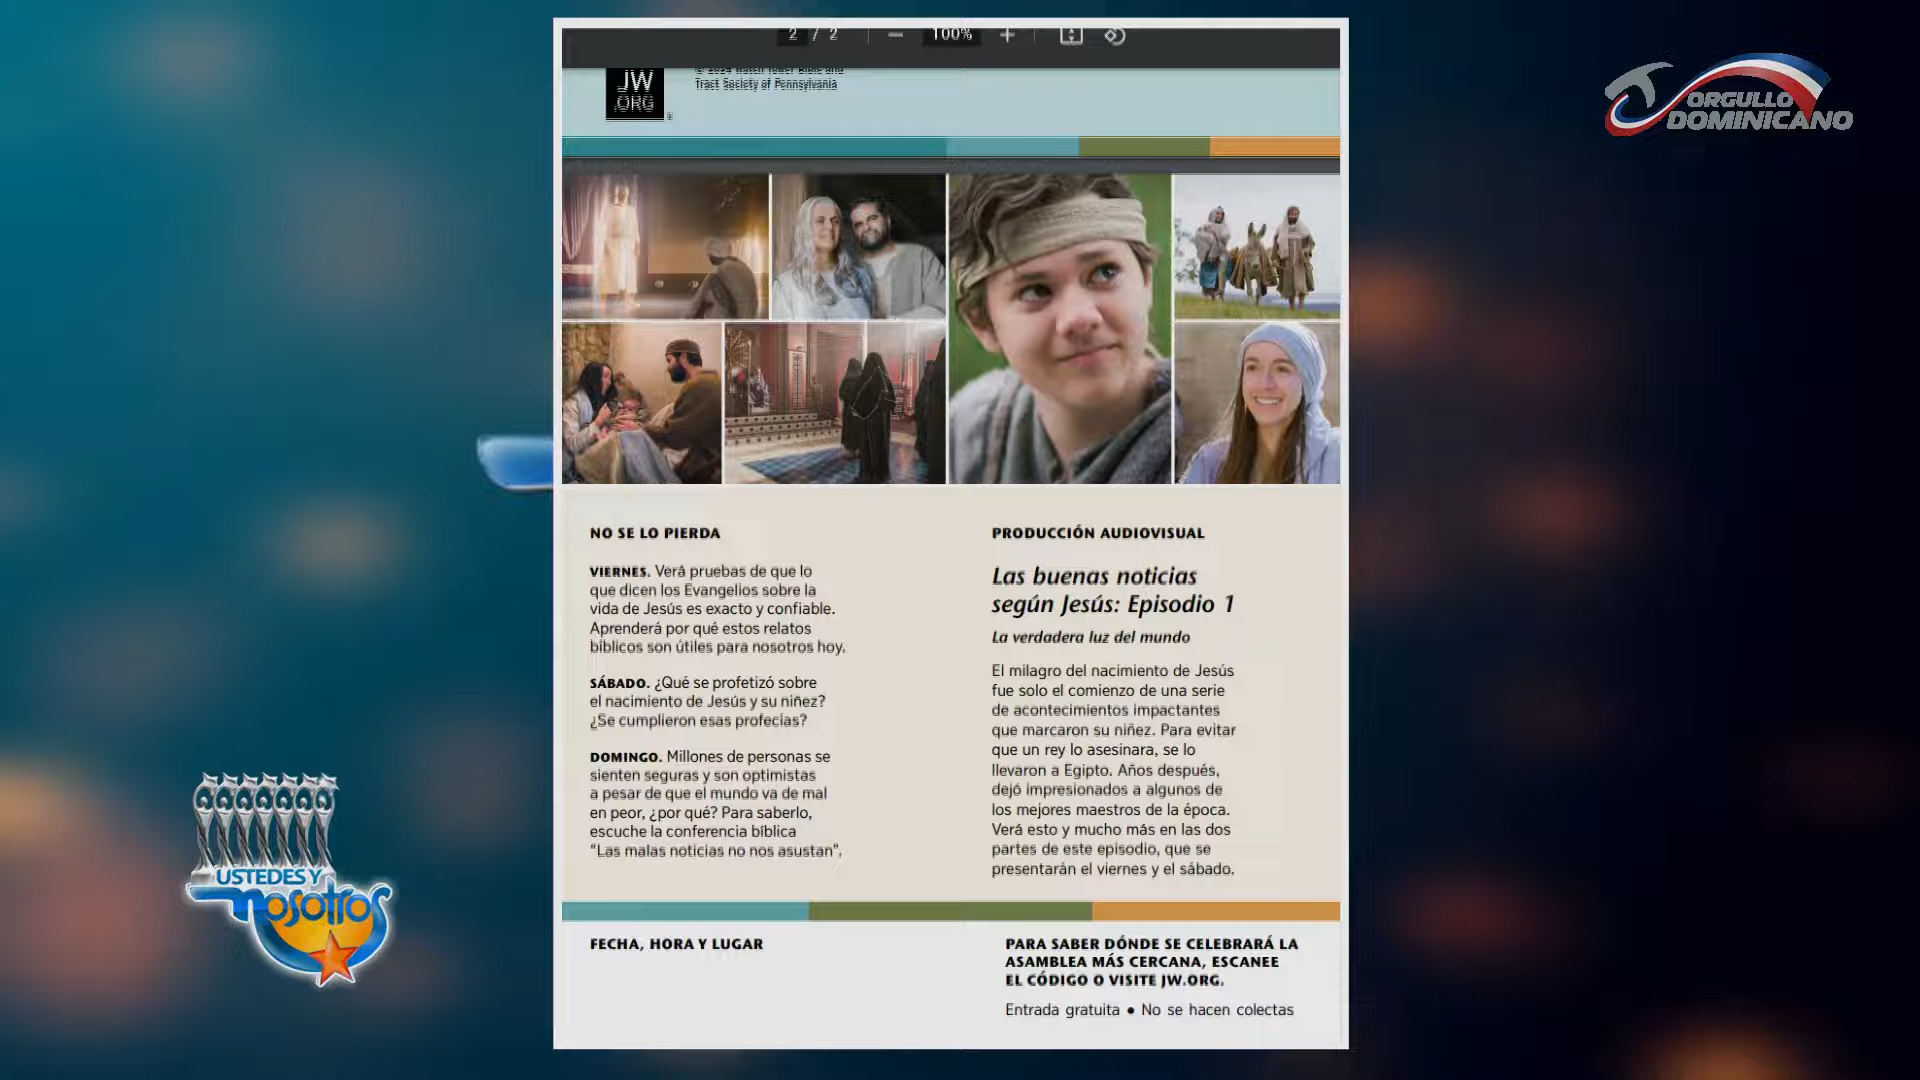 2 / 2
100%
JW
.ORG
© 2024 Watch Tower Bible and
Tract Society of Pennsylvania
ORGULLO
DOMINICANO
NO SE LO PIERDA
VIERNES. Verá pruebas de que lo
que dicen los Evangelios sobre la
vida de Jesús es exacto y confiable.
Aprenderá por qué estos relatos
bíblicos son útiles para nosotros hoy.
SÁBADO. ¿Qué se profetizó sobre
el nacimiento de Jesús y su niñez?
¿Se cumplieron esas profecías?
DOMINGO. Millones de personas se
sienten seguras y son optimistas
a pesar de que el mundo va de mal
en peor, ¿por qué? Para saberlo,
escuche la conferencia bíblica
“Las malas noticias no nos asustan”.
PRODUCCIÓN AUDIOVISUAL
Las buenas noticias
según Jesús: Episodio 1
La verdadera luz del mundo
El milagro del nacimiento de Jesús
fue solo el comienzo de una serie
de acontecimientos impactantes
que marcaron su niñez. Para evitar
que un rey lo asesinara, se lo
llevaron a Egipto. Años después,
dejó impresionados a algunos de
los mejores maestros de la época.
Verá esto y mucho más en las dos
partes de este episodio, que se
presentarán el viernes y el sábado.
FECHA, HORA Y LUGAR
PARA SABER DÓNDE SE CELEBRARÁ LA
ASAMBLEA MÁS CERCANA, ESCANEE
EL CÓDIGO O VISITE JW.ORG.
Entrada gratuita ● No se hacen colectas
USTEDES Y
nosotros